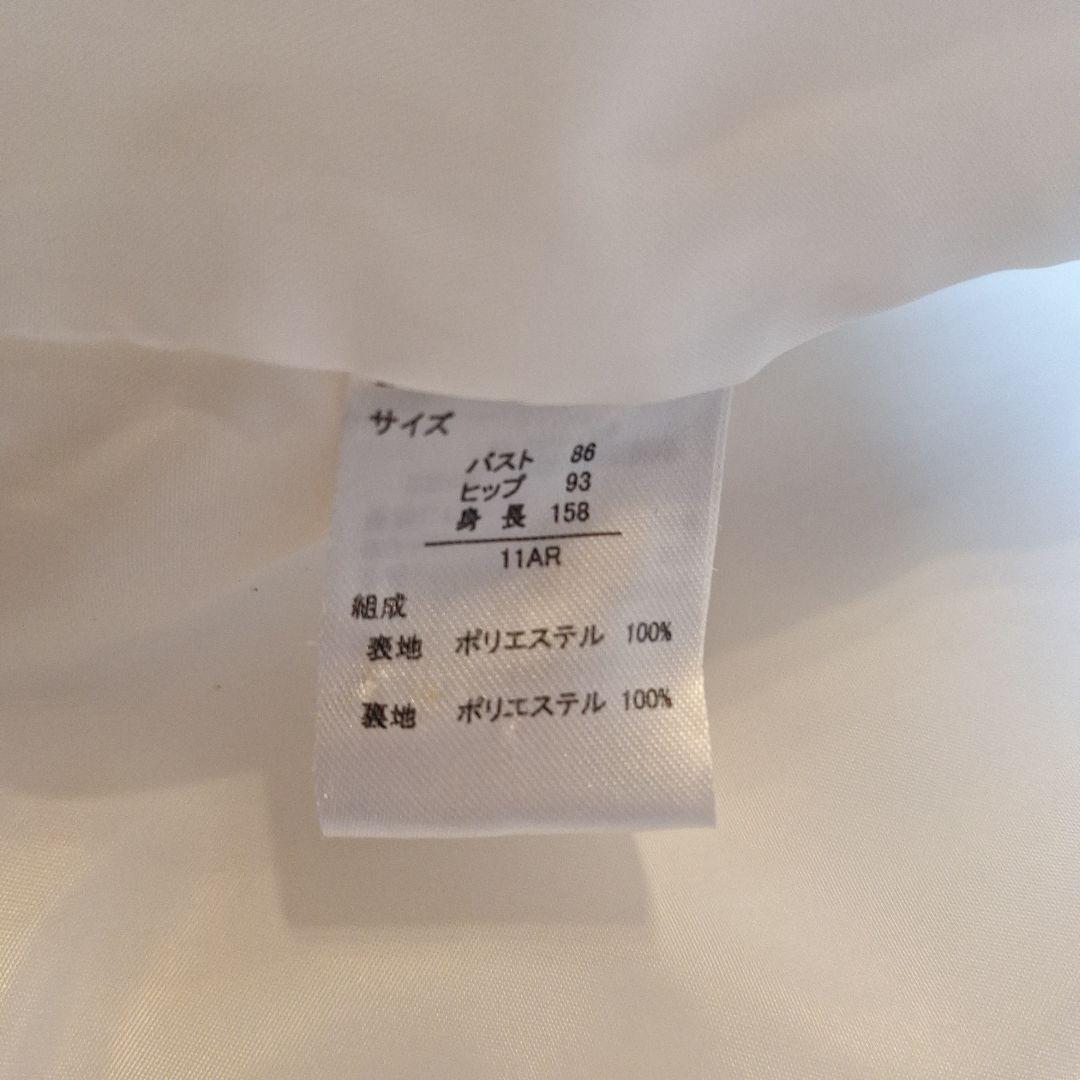 サイズ
バスト 86
ヒップ 93
身長 158
11AR
組成
表地 ポリエステル 100%
裏地 ポリエステル 100%